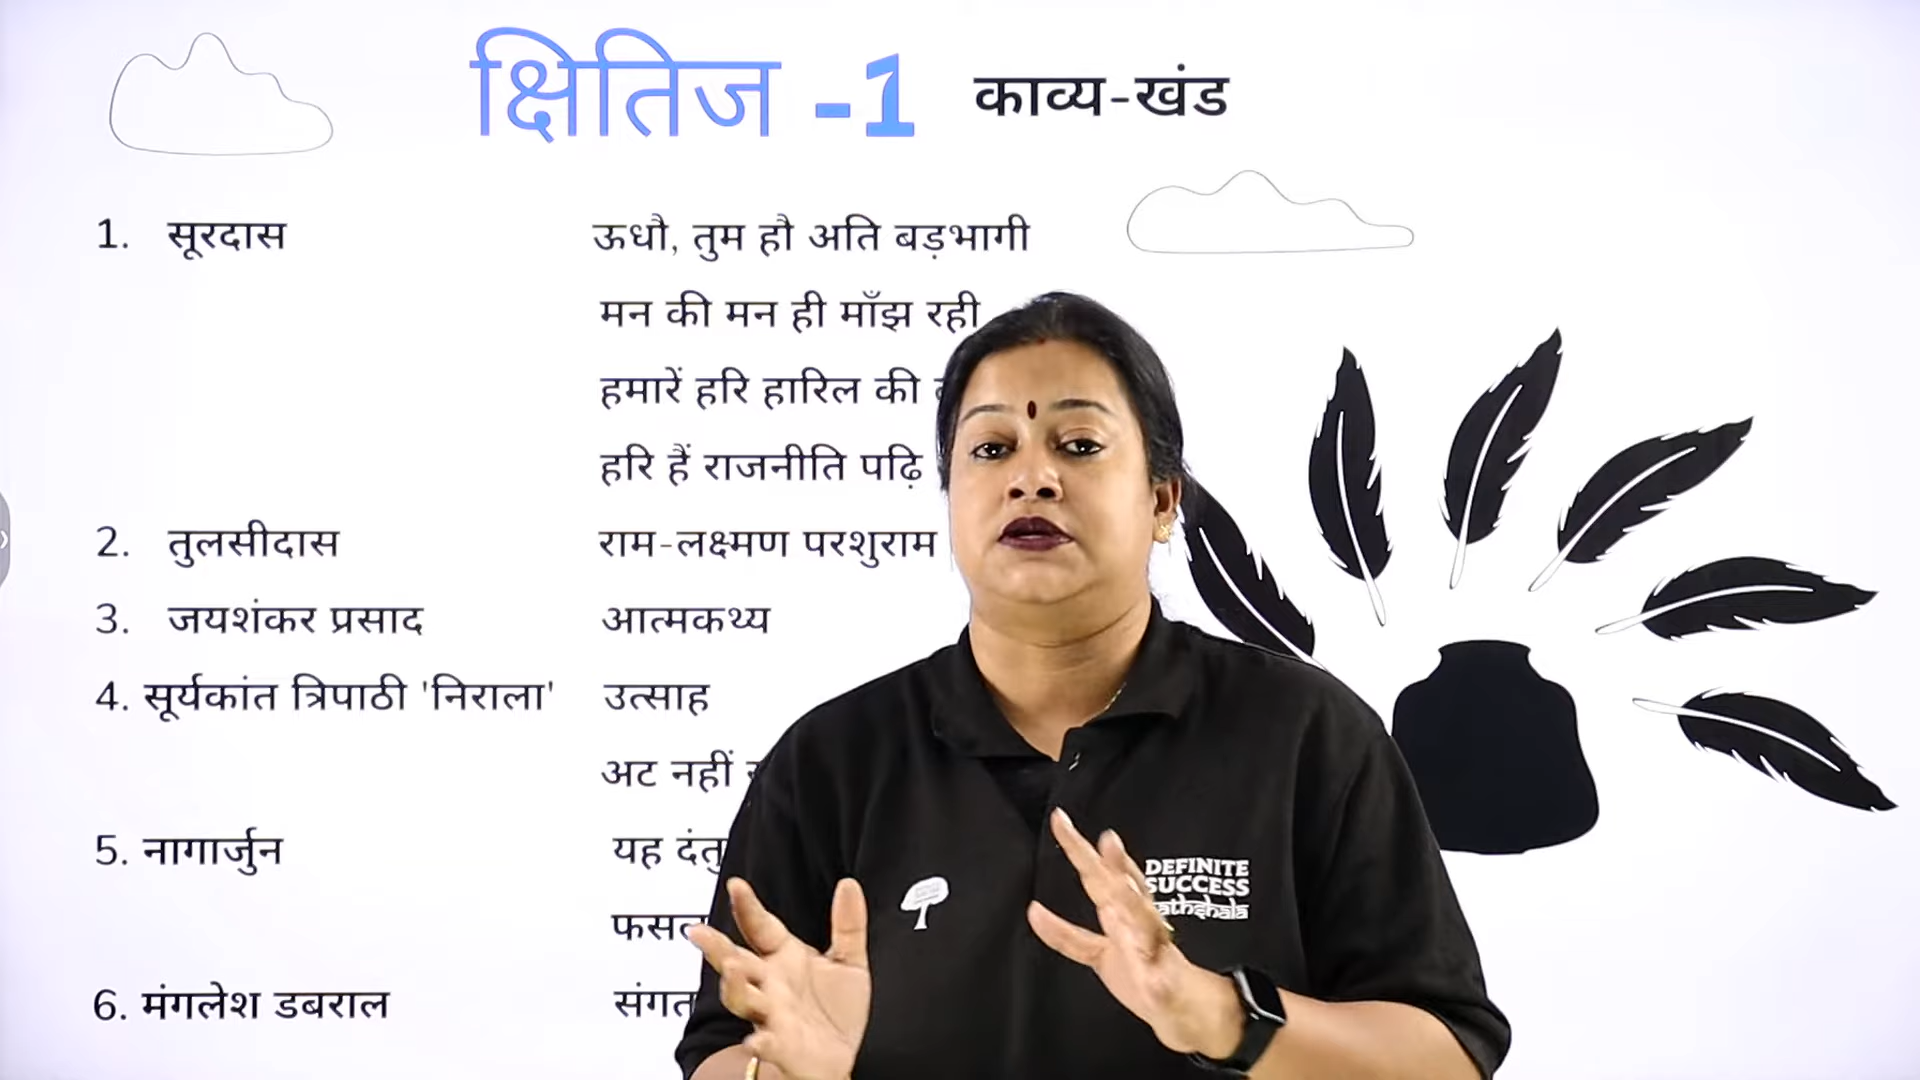 क्षितिज -1 काव्य-खंड
1. सूरदास ऊधौ, तुम हौ अति बड़भागी
मन की मन ही माँझ रही
हमारैं हरि हारिल की
हरि हैं राजनीति पढ़ि
2. तुलसीदास राम-लक्ष्मण परशुराम
3. जयशंकर प्रसाद आत्मकथ्य
4. सूर्यकांत त्रिपाठी 'निराला' उत्साह
अट नहीं
5. नागार्जुन यह
6. मंगलेश डबराल
DEFINITE
SUCCESS